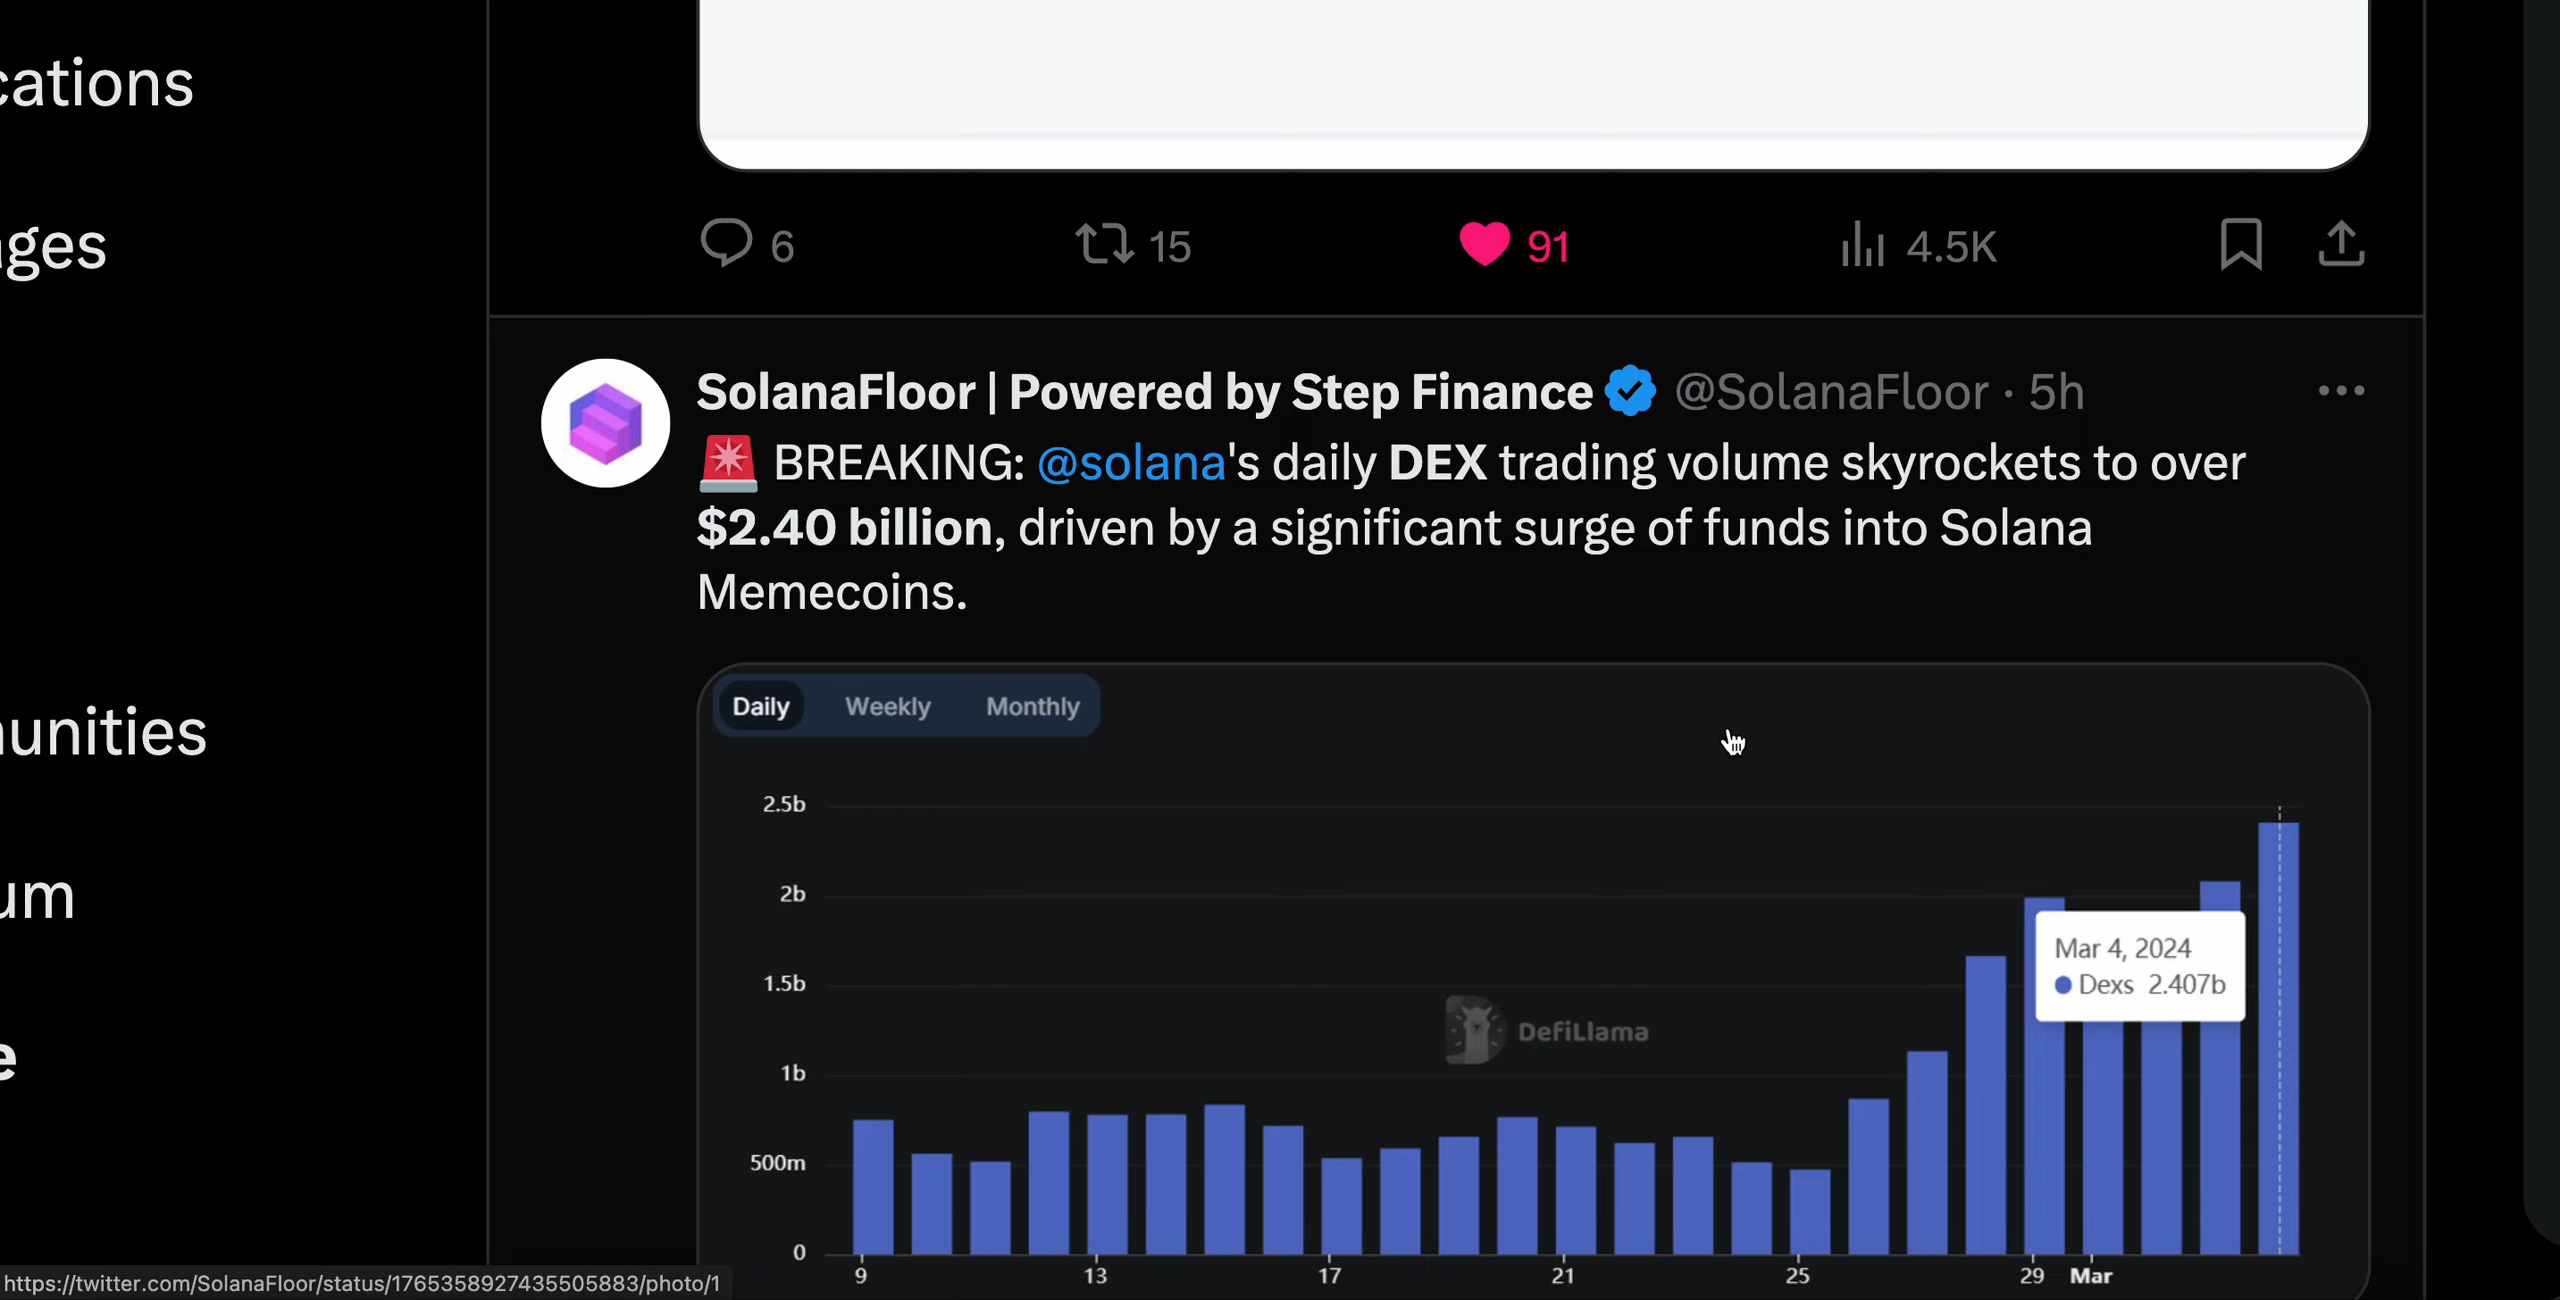 cations
ges
unities
um
e
6 15 91 4.5K
SolanaFloor | Powered by Step Finance @SolanaFloor · 5h
BREAKING: @solana's daily DEX trading volume skyrockets to over
$2.40 billion, driven by a significant surge of funds into Solana
Memecoins.
Daily Weekly Monthly
2.5b
2b
1.5b
1b
500m
0
Mar 4, 2024
Dexs 2.407b
DefiLlama
9 13 17 21 25 29 Mar
https://twitter.com/SolanaFloor/status/1765358927435505883/photo/1